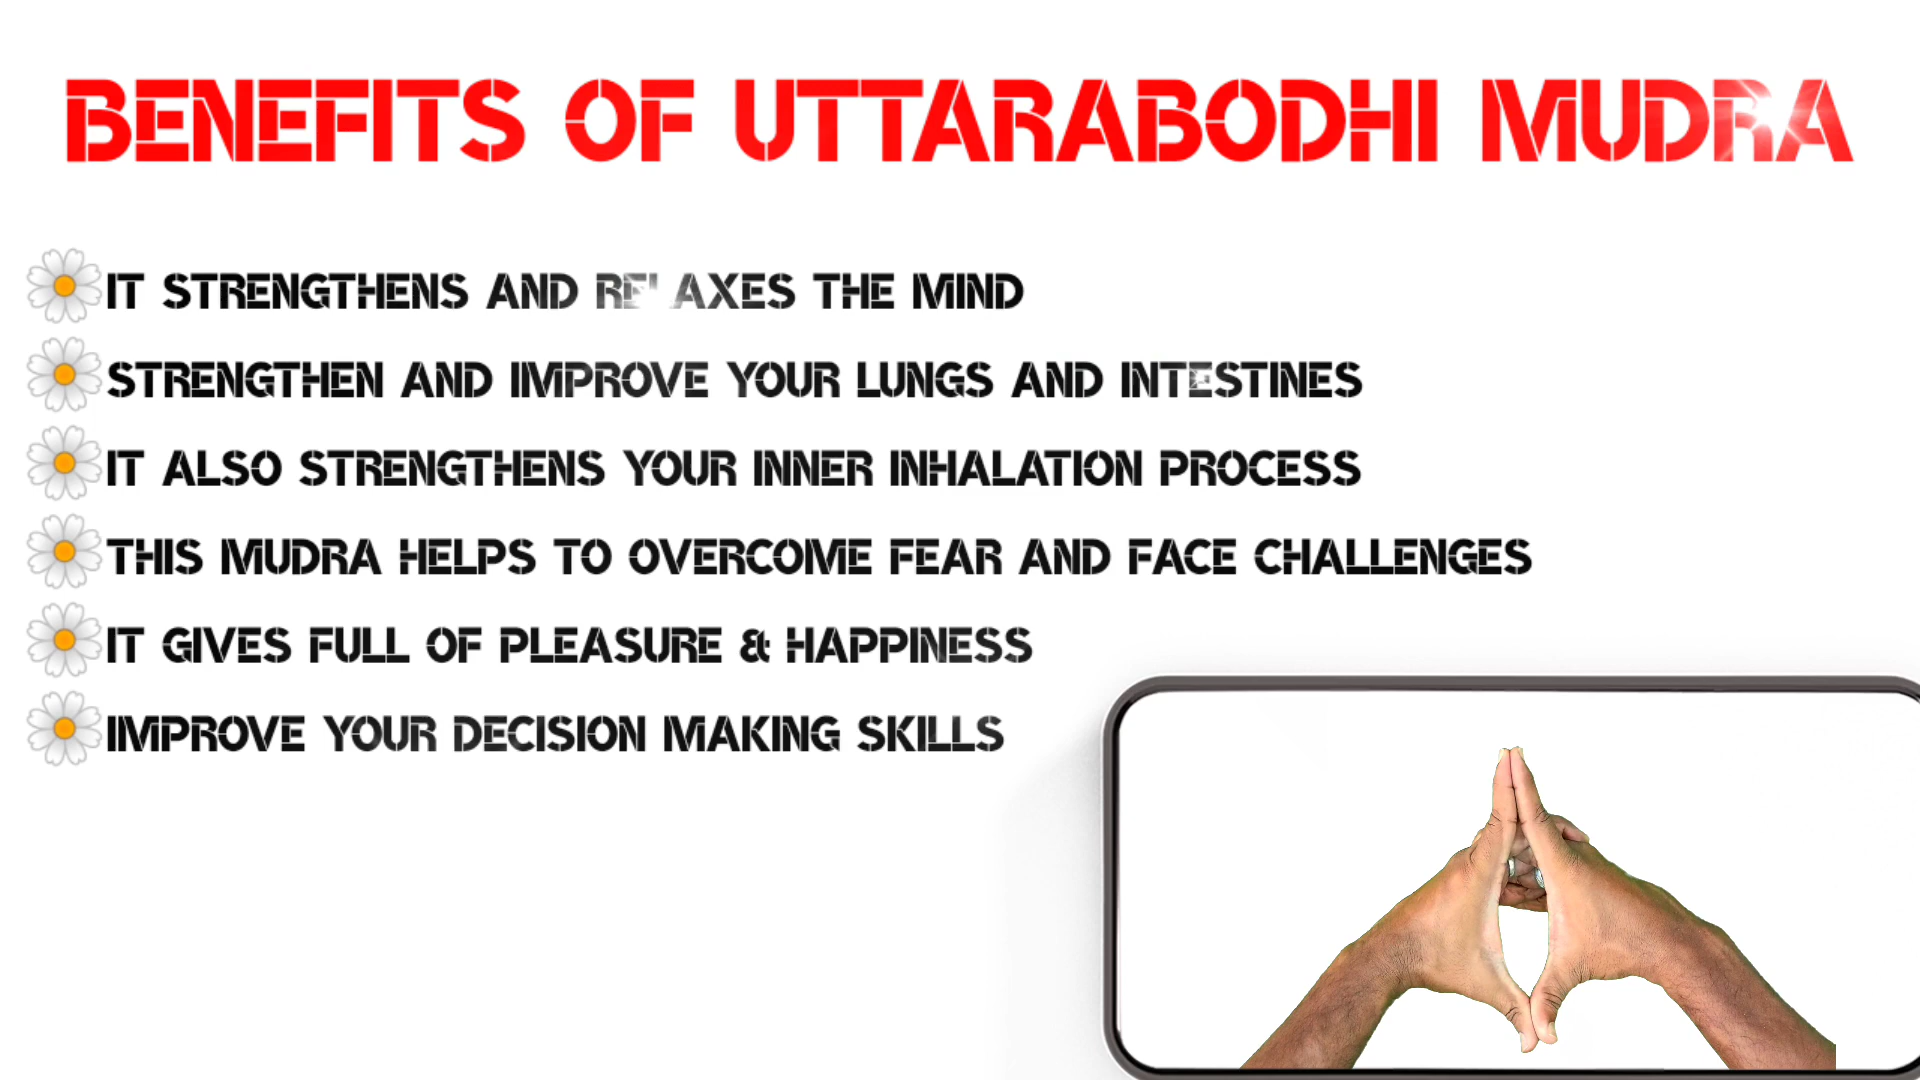 BENEFITS OF UTTARABODHI MUDRA
IT STRENGTHENS AND RELAXES THE MIND
STRENGTHEN AND IMPROVE YOUR LUNGS AND INTESTINES
IT ALSO STRENGTHENS YOUR INNER INHALATION PROCESS
THIS MUDRA HELPS TO OVERCOME FEAR AND FACE CHALLENGES
IT GIVES FULL OF PLEASURE & HAPPINESS
IMPROVE YOUR DECISION MAKING SKILLS